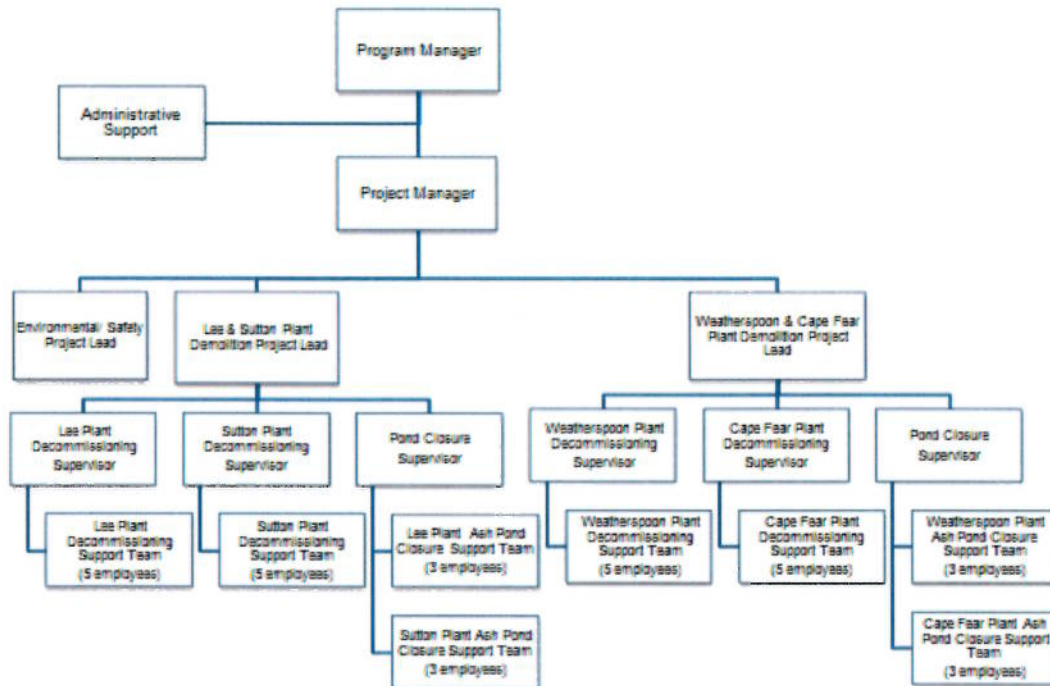 Program Manager
Administrative
Support
Project Manager
Environmental/ Safety
Project Lead
Lee & Sutton Plant
Demolition Project Lead
Weatherspoon & Cape Fear
Plant Demolition Project
Lead
Lee Plant
Decommissioning
Supervisor
Sutton Plant
Decommissioning
Supervisor
Pond Closure
Supervisor
Weatherspoon Plant
Decommissioning
Supervisor
Cape Fear Plant
Decommissioning
Supervisor
Pond Closure
Supervisor
Lee Plant
Decommissioning
Support Team
(5 employees)
Sutton Plant
Decommissioning
Support Team
(5 employees)
Lee Plant Ash Pond
Closure Support Team
(3 employees)
Weatherspoon Plant
Decommissioning
Support Team
(5 employees)
Cape Fear Plant
Decommissioning
Support Team
(5 employees)
Weatherspoon Plant
Ash Pond Closure
Support Team
(3 employees)
Sutton Plant Ash Pond
Closure Support Team
(3 employees)
Cape Fear Plant Ash
Pond Closure Support
Team
(3 employees)